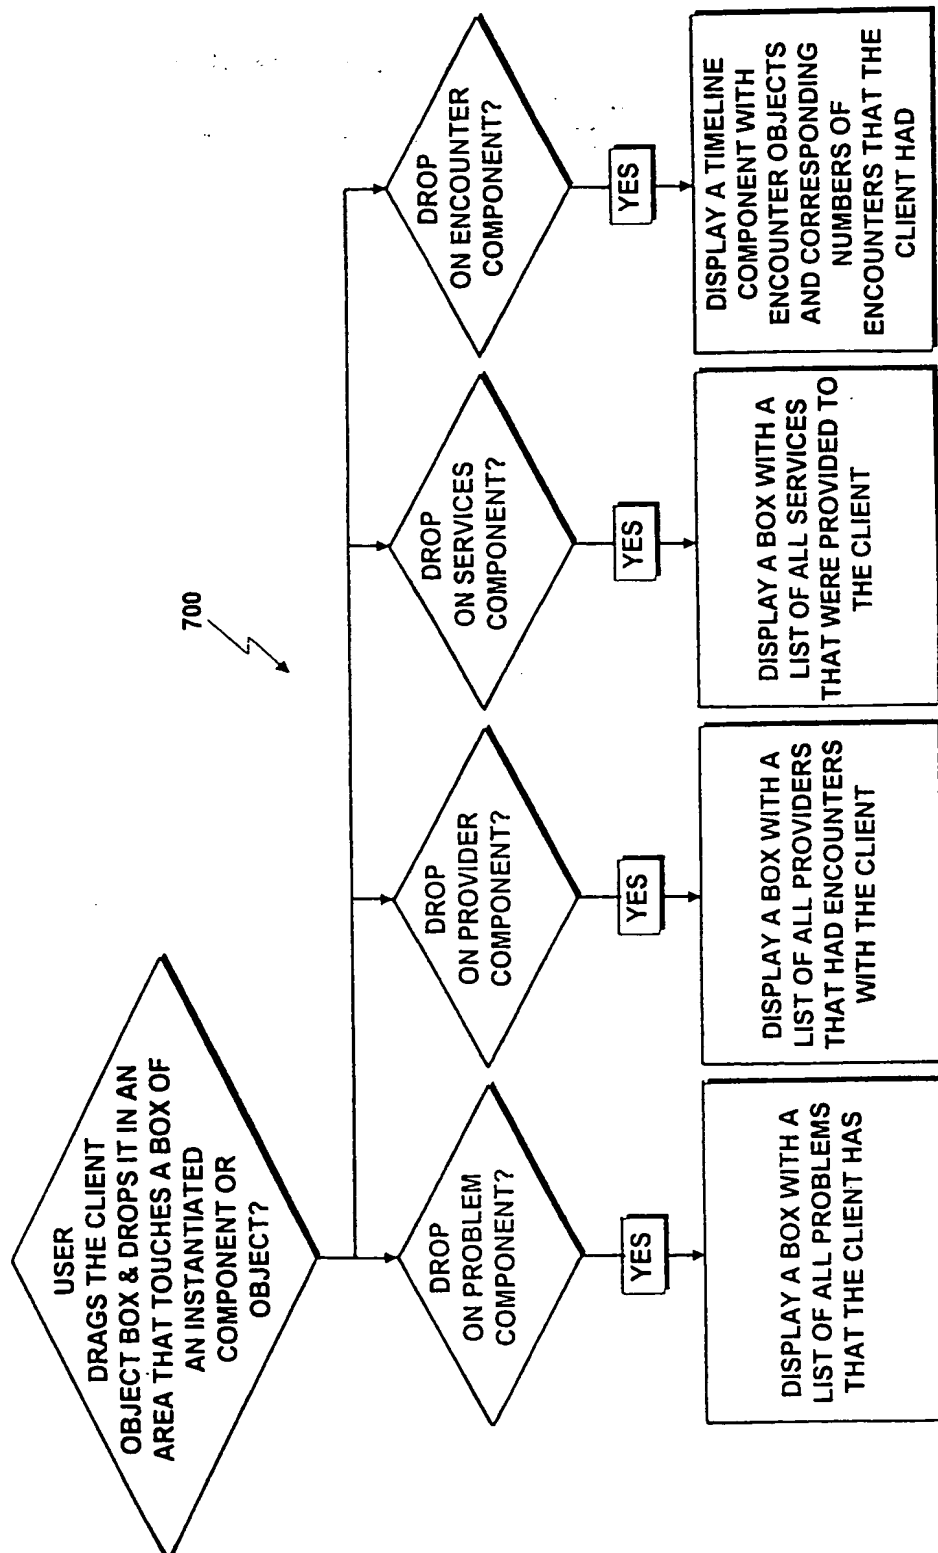 700
USER
DRAGS THE CLIENT
OBJECT BOX & DROPS IT IN AN
AREA THAT TOUCHES A BOX OF
AN INSTANTIATED
COMPONENT OR
OBJECT?
DROP
ON PROBLEM
COMPONENT?
DROP
ON PROVIDER
COMPONENT?
DROP
ON SERVICES
COMPONENT?
DROP
ON ENCOUNTER
COMPONENT?
YES
YES
YES
YES
DISPLAY A BOX WITH A
LIST OF ALL PROBLEMS
THAT THE CLIENT HAS
DISPLAY A BOX WITH A
LIST OF ALL PROVIDERS
THAT HAD ENCOUNTERS
WITH THE CLIENT
DISPLAY A BOX WITH A
LIST OF ALL SERVICES
THAT WERE PROVIDED TO
THE CLIENT
DISPLAY A TIMELINE
COMPONENT WITH
ENCOUNTER OBJECTS
AND CORRESPONDING
NUMBERS OF
ENCOUNTERS THAT THE
CLIENT HAD